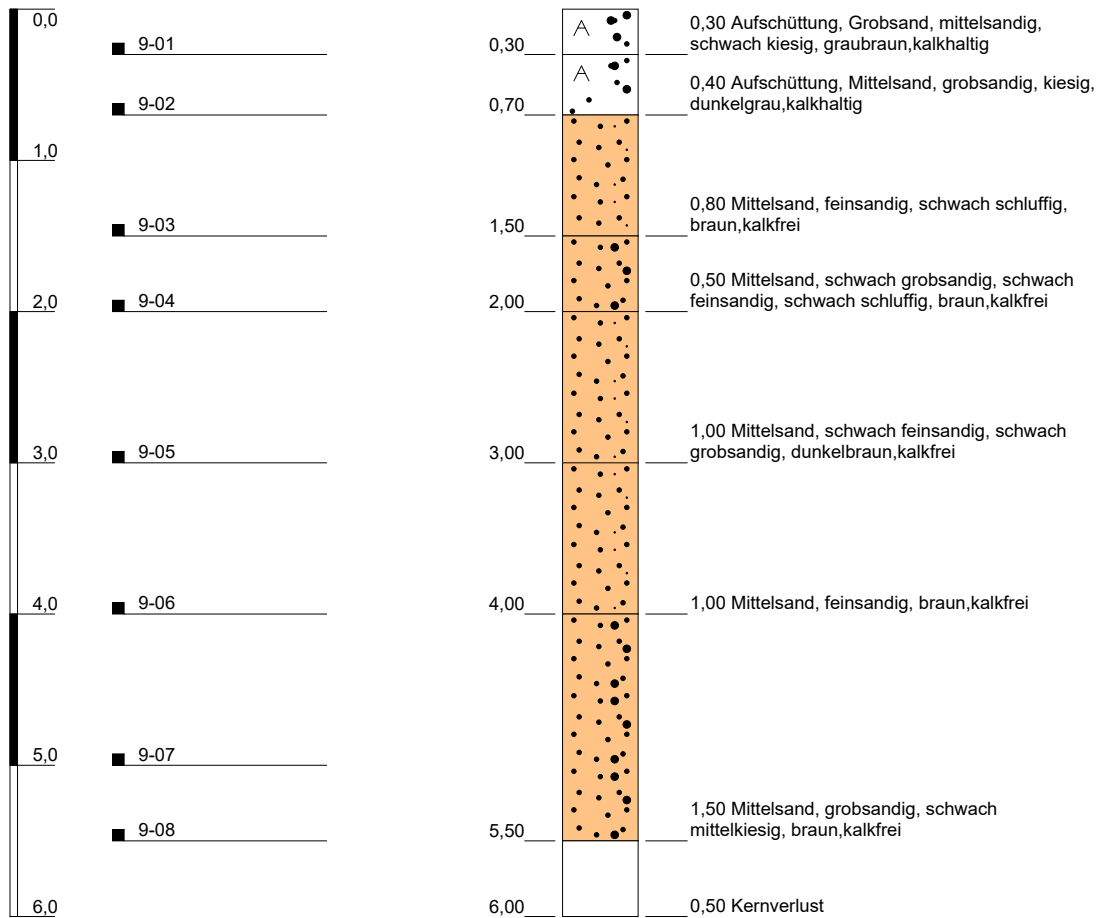 0,0
9-01
0,30
0,30 Aufschüttung, Grobsand, mittelsandig,
schwach kiesig, graubraun,kalkhaltig
A
A
9-02
0,70
0,40 Aufschüttung, Mittelsand, grobsandig, kiesig,
dunkelgrau,kalkhaltig
1,0
9-03
1,50
0,80 Mittelsand, feinsandig, schwach schluffig,
braun,kalkfrei
2,0
9-04
2,00
0,50 Mittelsand, schwach grobsandig, schwach
feinsandig, schwach schluffig, braun,kalkfrei
3,0
9-05
3,00
1,00 Mittelsand, schwach feinsandig, schwach
grobsandig, dunkelbraun,kalkfrei
4,0
9-06
4,00
1,00 Mittelsand, feinsandig, braun,kalkfrei
5,0
9-07
9-08
5,50
1,50 Mittelsand, grobsandig, schwach
mittelkiesig, braun,kalkfrei
6,0
6,00
0,50 Kernverlust